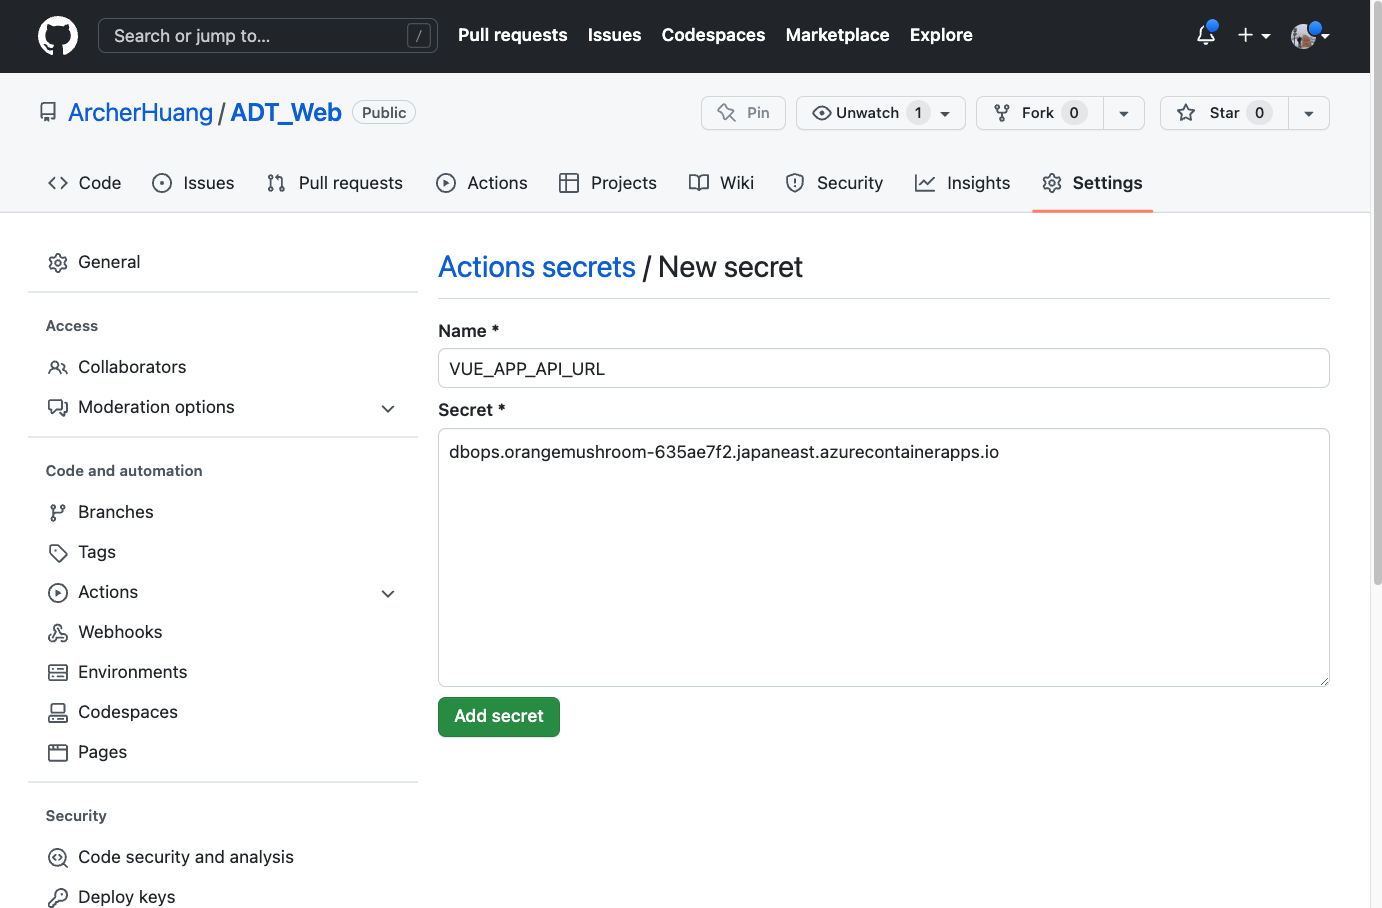 Search or jump to... / Pull requests Issues Codespaces Marketplace Explore
ArcherHuang / ADT_Web Public Pin Unwatch 1 Fork 0 Star 0
Code Issues Pull requests Actions Projects Wiki Security Insights Settings
General
Access
Collaborators
Moderation options
Code and automation
Branches
Tags
Actions
Webhooks
Environments
Codespaces
Pages
Security
Code security and analysis
Deploy keys
Actions secrets / New secret
Name *
VUE_APP_API_URL
Secret *
dbops.orangemushroom-635ae7f2.japaneast.azurecontainerapps.io
Add secret